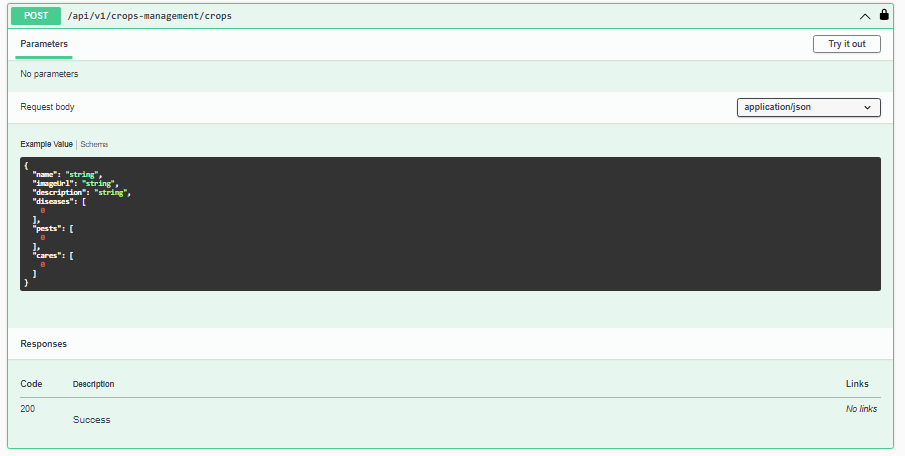 POST /api/v1/crops-management/crops
Parameters Try it out
No parameters
Request body application/json
Example Value | Schema
{
"name": "string",
"imageUrl": "string",
"description": "string",
"diseases": [
0
],
"pests": [
0
],
"cares": [
0
]
}
Responses
Code Description Links
200 No links
Success